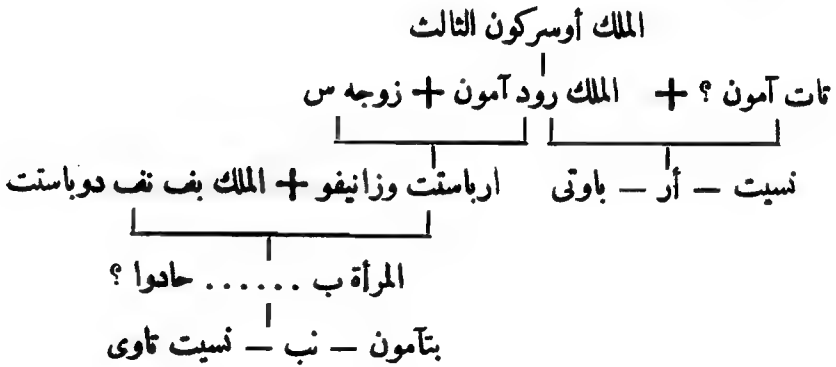 الملك أوسركون الثالث
تات آمون ؟ + الملك رود آمون + زوجه س
نسيت — أر — باوتى ارباستت وزانيفو + الملك بف نف دوباستت
المرأة ب ...... حادوا ؟
بتآمون — نب — نسيت تاوى